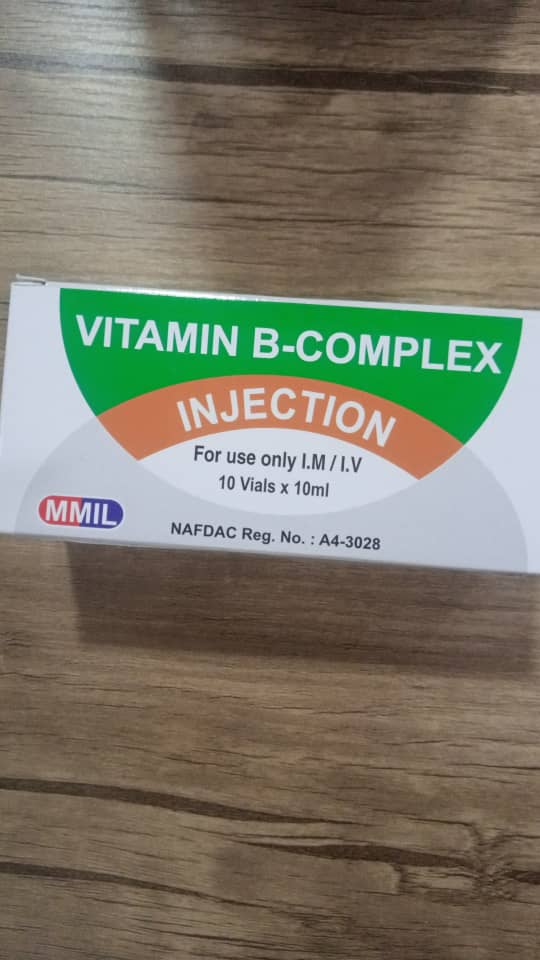 VITAMIN B-COMPLEX
INJECTION
For use only I.M / I.V
10 Vials x 10ml
MMIL
NAFDAC Reg. No. : A4-3028